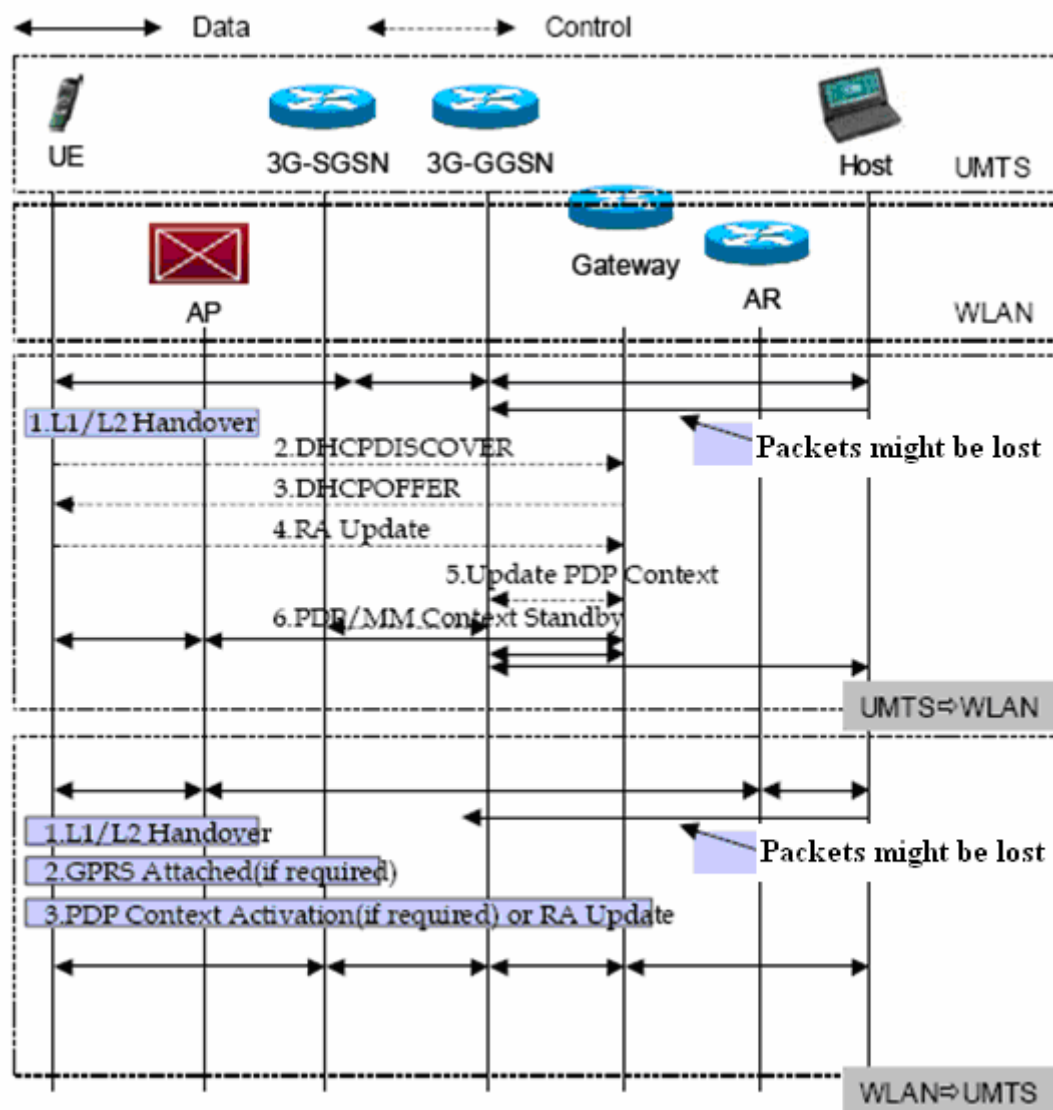 Data
Control
UE
3G-SGSN
3G-GGSN
Host
UMTS
Gateway
AR
AP
WLAN
1.L1/L2 Handover
Packets might be lost
2.DHCPDISCOVER
3.DHCPOFFER
4.RA Update
5.Update PDP Context
6.PDP/MM Context Standby
UMTS⇨WLAN
1.L1/L2 Handover
Packets might be lost
2.GPRS Attached(if required)
3.PDP Context Activation(if required) or RA Update
WLAN⇨UMTS